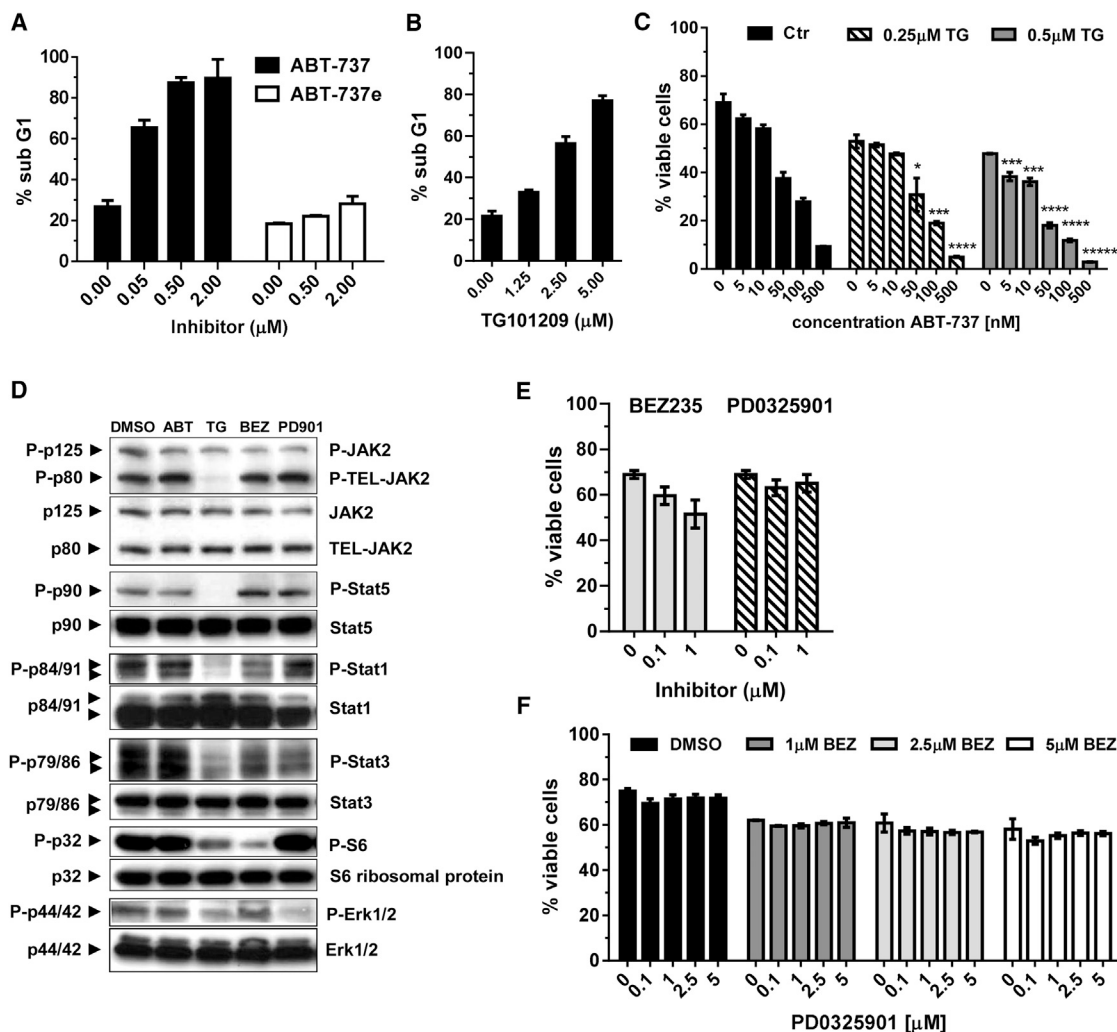 A
% sub G1
100
80
60
40
20
0
ABT-737
ABT-737e
0.00
0.05
0.50
2.00
0.00
0.50
2.00
Inhibitor (μM)
B
% sub G1
100
80
60
40
20
0
0.00
1.25
2.50
5.00
TG101209 (μM)
C
Ctr
0.25μM TG
0.5μM TG
% viable cells
100
80
60
40
20
0
*
***
****
***
***
****
****
*****
0
5
10
50
100
500
0
5
10
50
100
500
0
5
10
50
100
500
concentration ABT-737 [nM]
D
DMSO ABT TG BEZ PD901
P-p125 P-JAK2
P-p80 P-TEL-JAK2
p125 JAK2
p80 TEL-JAK2
P-p90 P-Stat5
p90 Stat5
P-p84/91 P-Stat1
p84/91 Stat1
P-p79/86 P-Stat3
p79/86 Stat3
P-p32 P-S6
p32 S6 ribosomal protein
P-p44/42 P-Erk1/2
p44/42 Erk1/2
E
% viable cells
100
80
60
40
20
0
BEZ235 PD0325901
0
0.1
1
0
0.1
1
Inhibitor (μM)
F
DMSO
1μM BEZ
2.5μM BEZ
5μM BEZ
% viable cells
100
80
60
40
20
0
0
0.1
1
2.5
5
0
0.1
1
2.5
5
0
0.1
1
2.5
5
0
0.1
1
2.5
5
PD0325901 [μM]